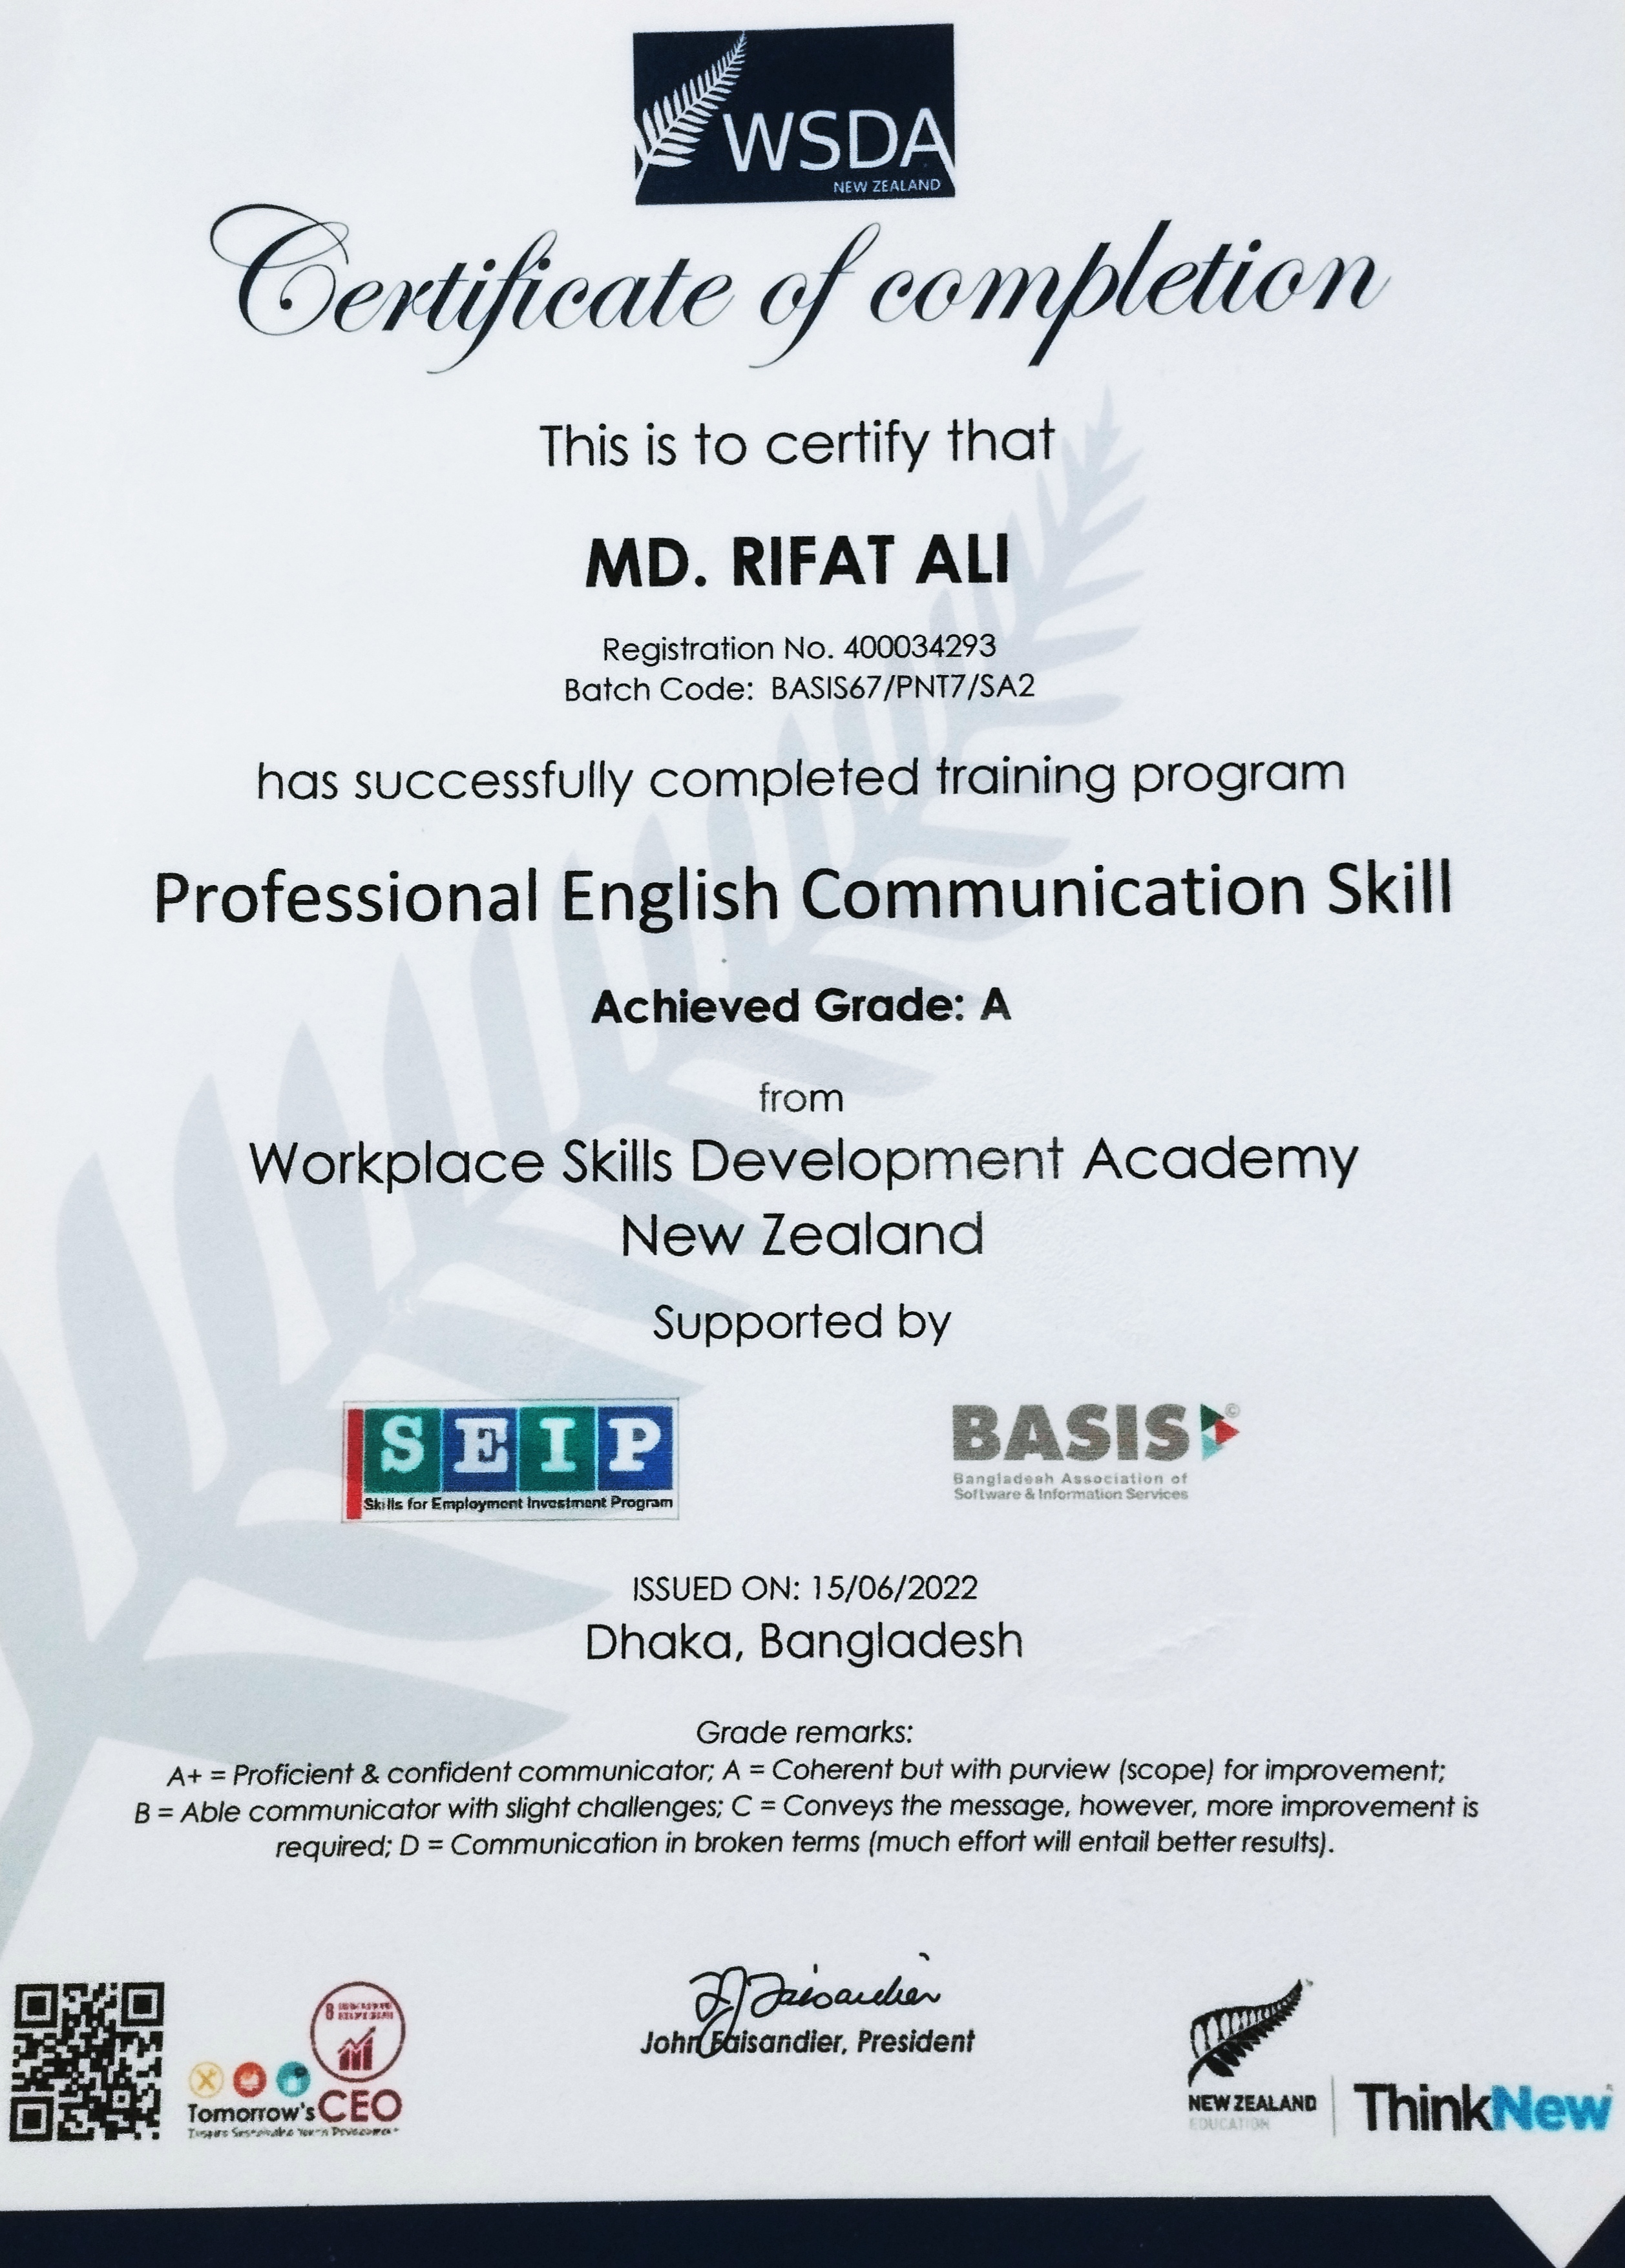 WSDA
NEW ZEALAND
Certificate of completion
This is to certify that
MD. RIFAT ALI
Registration No. 400034293
Batch Code: BASIS67/PNT7/SA2
has successfully completed training program
Professional English Communication Skill
Achieved Grade: A
from
Workplace Skills Development Academy
New Zealand
Supported by
SEIP
Skills for Employment Investment Program
BASIS
Bangladesh Association of
Software & Information Services
ISSUED ON: 15/06/2022
Dhaka, Bangladesh
Grade remarks:
A+ = Proficient & confident communicator; A = Coherent but with purview (scope) for improvement;
B = Able communicator with slight challenges; C = Conveys the message, however, more improvement is
required; D = Communication in broken terms (much effort will entail better results).
John Faisandier, President
8
Tomorrow'sCEO
NEW ZEALAND
EDUCATION
ThinkNew